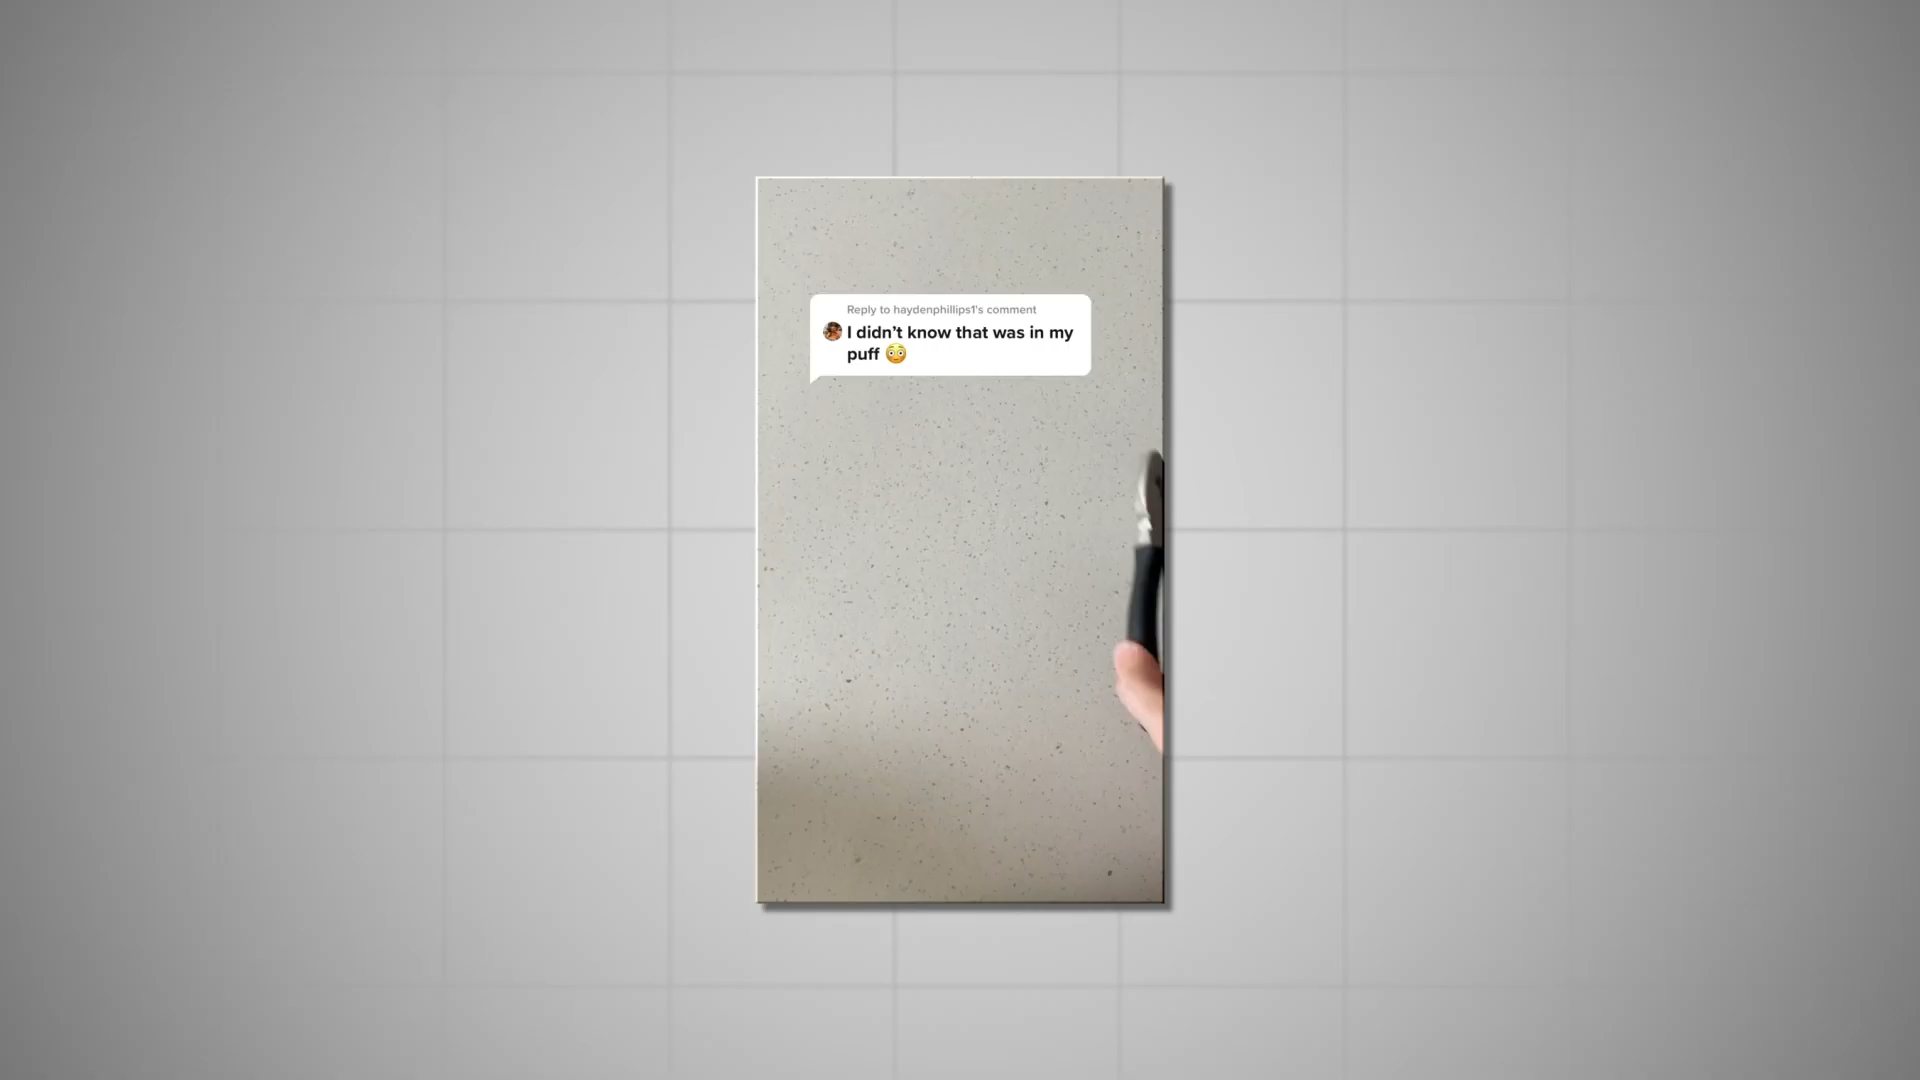 Reply to haydenphillips1's comment
I didn’t know that was in my
puff 😳